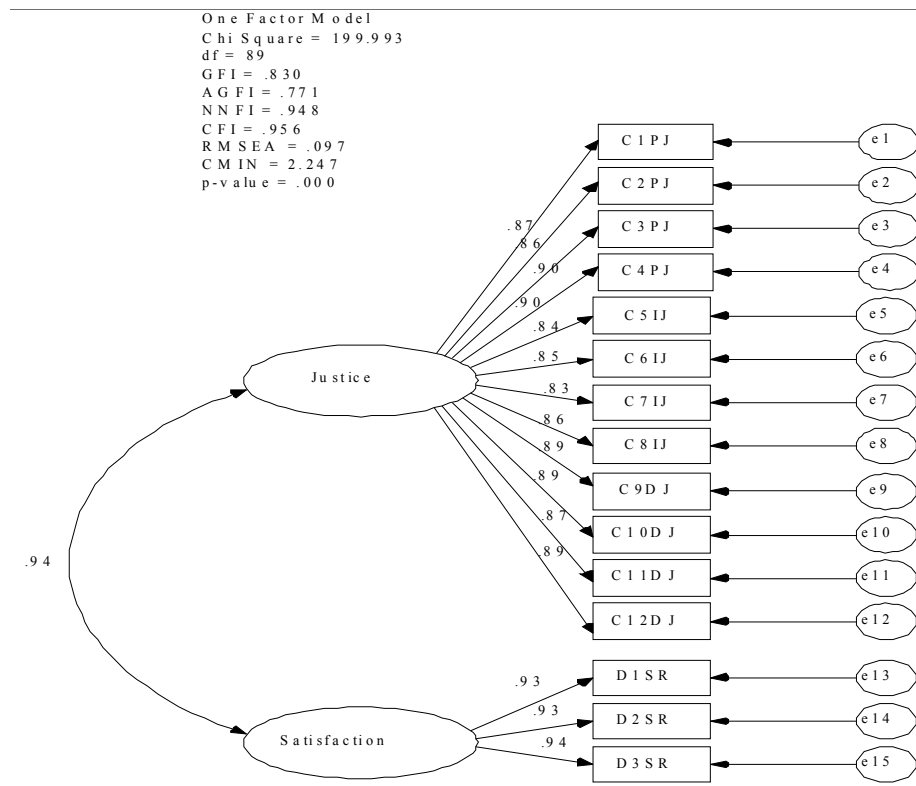 One Factor Model
Chi Square = 199.993
df = 89
GFI = .830
AGFI = .771
NNFI = .948
CFI = .956
RMSEA = .097
CMIN = 2.247
p-value = .000
C1PJ e1
C2PJ e2
C3PJ e3
C4PJ e4
C5IJ e5
C6IJ e6
C7IJ e7
C8IJ e8
C9DJ e9
C10DJ e10
C11DJ e11
C12DJ e12
.87
.86
.90
.90
.84
.85
.83
.86
.89
.89
.87
.89
Justice
.94
D1SR e13
D2SR e14
D3SR e15
.93
.93
.94
Satisfaction